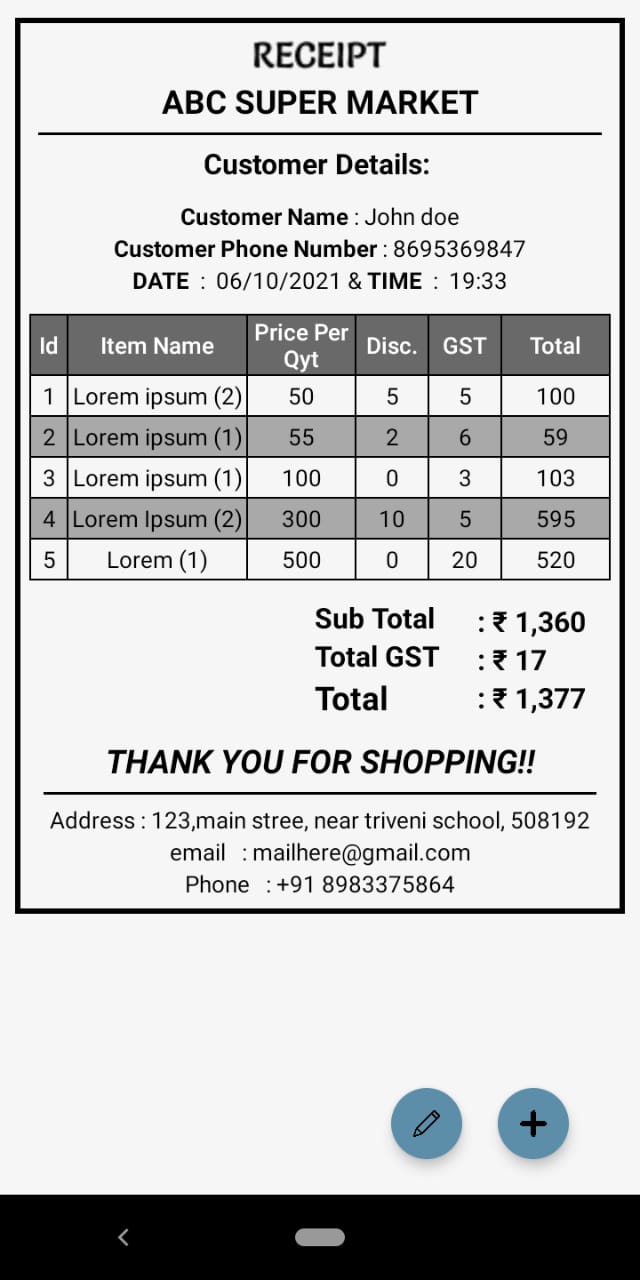 RECEIPT
ABC SUPER MARKET
Customer Details:
Customer Name : John doe
Customer Phone Number : 8695369847
DATE : 06/10/2021 & TIME : 19:33
Id Item Name Price Per Qyt Disc. GST Total
1 Lorem ipsum (2) 50 5 5 100
2 Lorem ipsum (1) 55 2 6 59
3 Lorem ipsum (1) 100 0 3 103
4 Lorem Ipsum (2) 300 10 5 595
5 Lorem (1) 500 0 20 520
Sub Total : ₹ 1,360
Total GST : ₹ 17
Total : ₹ 1,377
THANK YOU FOR SHOPPING!!
Address : 123,main stree, near triveni school, 508192
email : mailhere@gmail.com
Phone : +91 8983375864